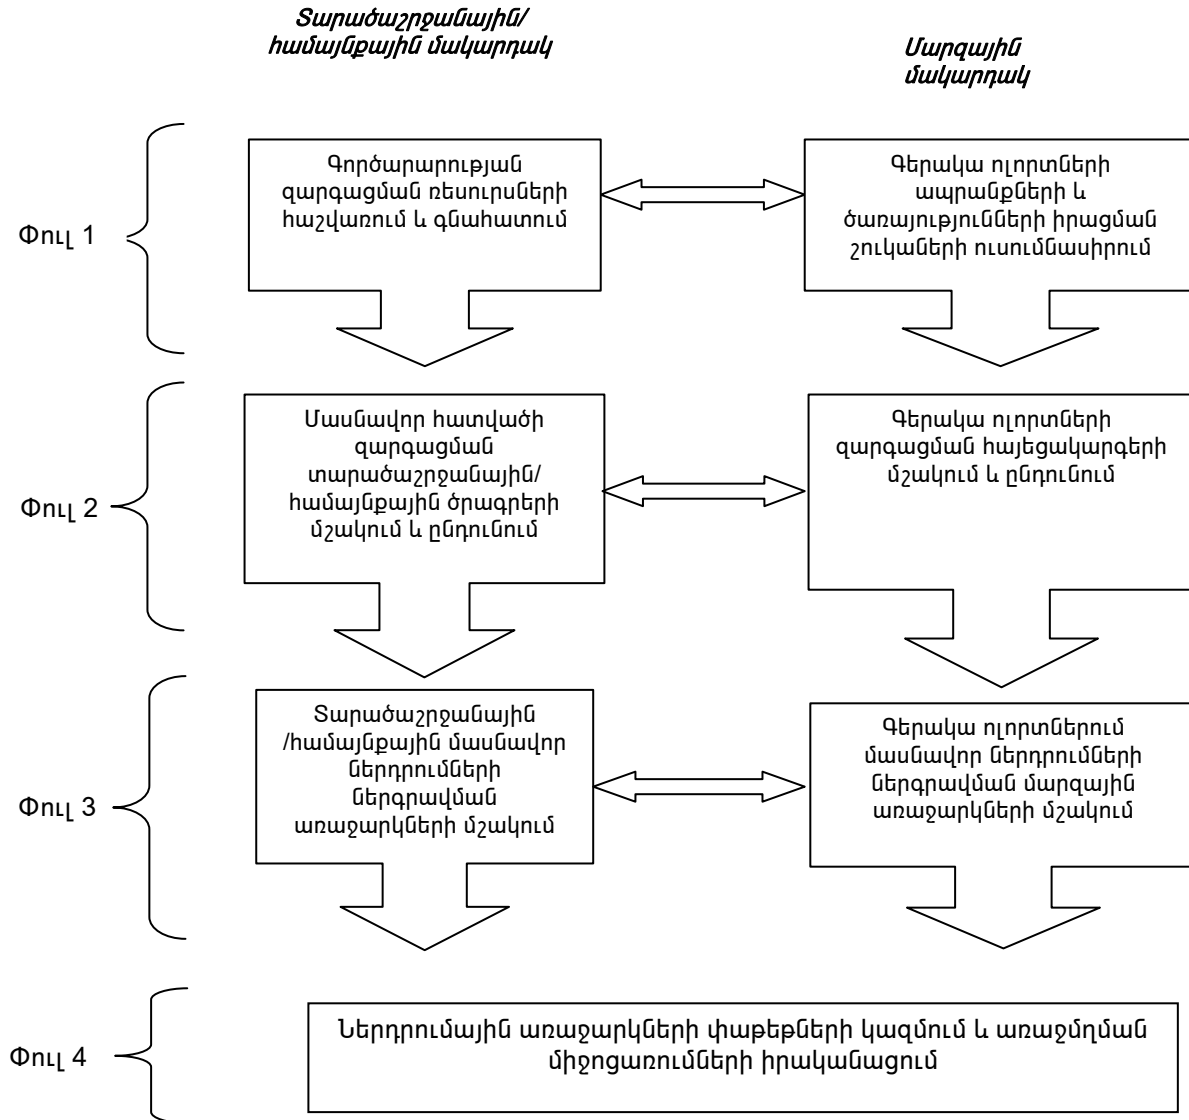 Տարածաշրջանային/
համայնքային մակարդակ
Մարզային
մակարդակ
Փուլ 1
Գործարարության
զարգացման ռեսուրսների
հաշվառում և գնահատում
Գերակա ոլորտների
ապրանքների և
ծառայությունների իրացման
շուկաների ուսումնասիրում
Փուլ 2
Մասնավոր հատվածի
զարգացման
տարածաշրջանային/
համայնքային ծրագրերի
մշակում և ընդունում
Գերակա ոլորտների
զարգացման հայեցակարգերի
մշակում և ընդունում
Փուլ 3
Տարածաշրջանային
/համայնքային մասնավոր
ներդրումների
ներգրավման
առաջարկների մշակում
Գերակա ոլորտներում
մասնավոր ներդրումների
ներգրավման մարզային
առաջարկների մշակում
Փուլ 4
Ներդրումային առաջարկների փաթեթների կազմում և առաջմղման
միջոցառումների իրականացում